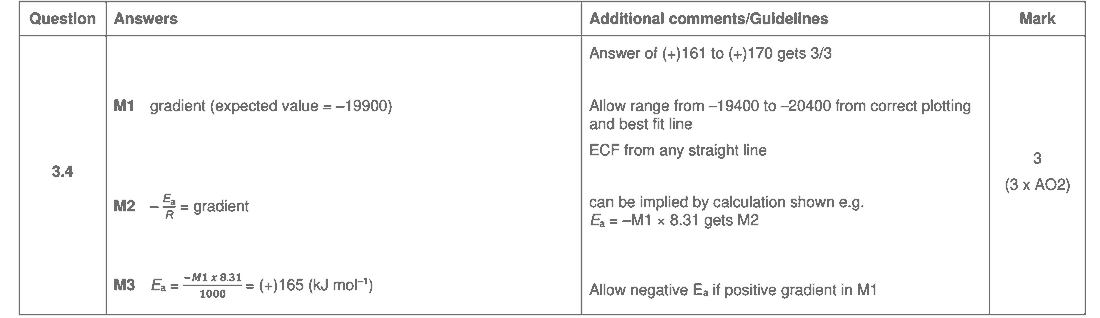 Question Answers Additional comments/Guidelines Mark
Answer of (+)161 to (+)170 gets 3/3
M1 gradient (expected value = –19900) Allow range from –19400 to –20400 from correct plotting
and best fit line
ECF from any straight line
3.4
3
(3 x AO2)
M2 – Ea/R = gradient
can be implied by calculation shown e.g.
Ea = –M1 × 8.31 gets M2
M3 Ea = –M1 x 8.31/1000 = (+)165 (kJ mol–1) Allow negative Ea if positive gradient in M1